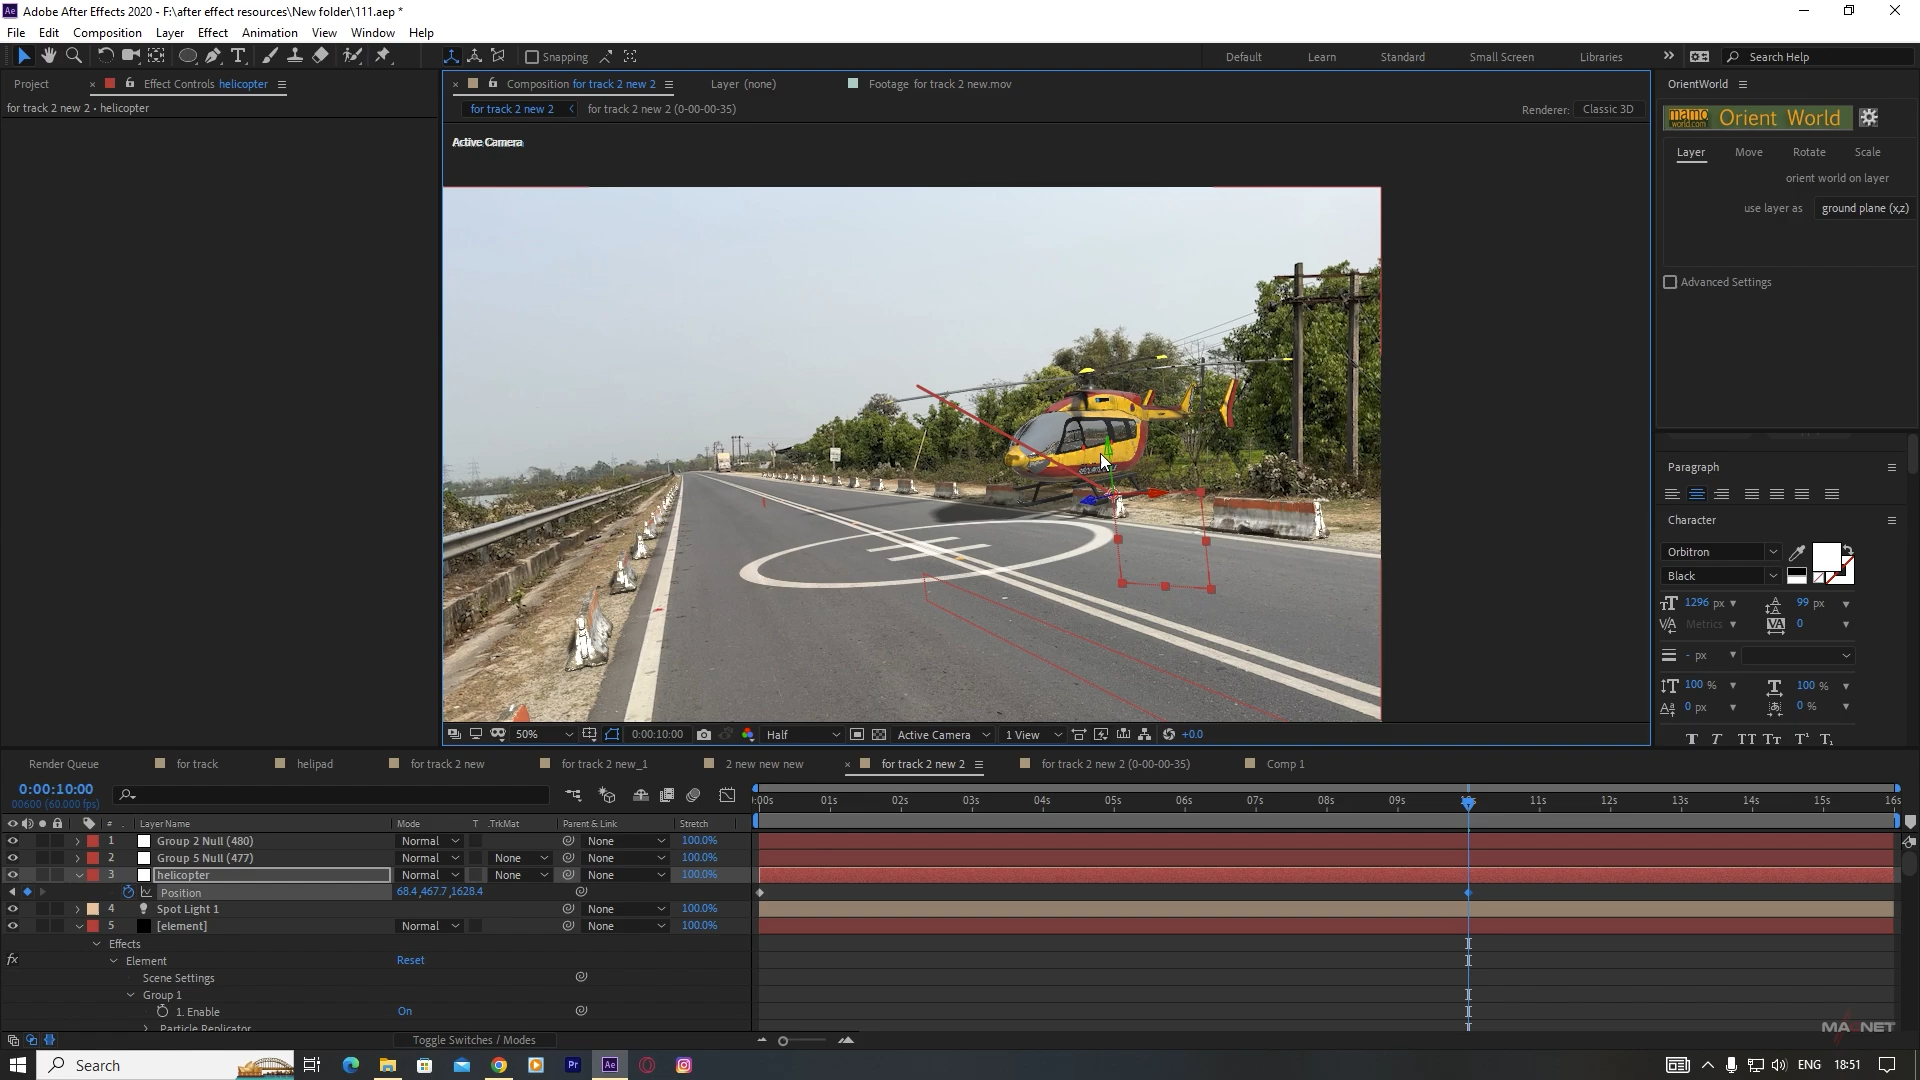 Adobe After Effects 2020 - F:\after effect resources\New folder\111.aep *
File Edit Composition Layer Effect Animation View Window Help
Snapping Default Learn Standard Small Screen Libraries Search Help
Project Effect Controls helicopter Composition for track 2 new 2 Layer (none) Footage for track 2 new.mov OrientWorld
for track 2 new 2 • helicopter for track 2 new 2 for track 2 new 2 (0-00-00-35) Renderer: Classic 3D
mamo world.com Orient World
Active Camera
Layer Move Rotate Scale
orient world on layer
use layer as ground plane (x,z)
Advanced Settings
Paragraph
Character
Orbitron
Black
1296 px 99 px
Metrics 0
- px
100 % 100 %
0 px 0 %
50% 0:00:10:00 Half Active Camera 1 View +0.0
Render Queue for track helipad for track 2 new for track 2 new_1 2 new new new for track 2 new 2 for track 2 new 2 (0-00-00-35) Comp 1
0:00:10:00
00600 (60.000 fps)
:00s 01s 02s 03s 04s 05s 06s 07s 08s 09s 10s 11s 12s 13s 14s 15s 16s
# Layer Name Mode T .TrkMat Parent & Link Stretch
1 Group 2 Null (480) Normal None 100.0%
2 Group 5 Null (477) Normal None None 100.0%
3 helicopter Normal None None 100.0%
Position 68.4,467.7,1628.4
4 Spot Light 1 None 100.0%
5 [element] Normal None 100.0%
Effects
fx Element Reset
Scene Settings
Group 1
1. Enable On
Particle Replicator
Toggle Switches / Modes
MAGNET
Search ENG 18:51